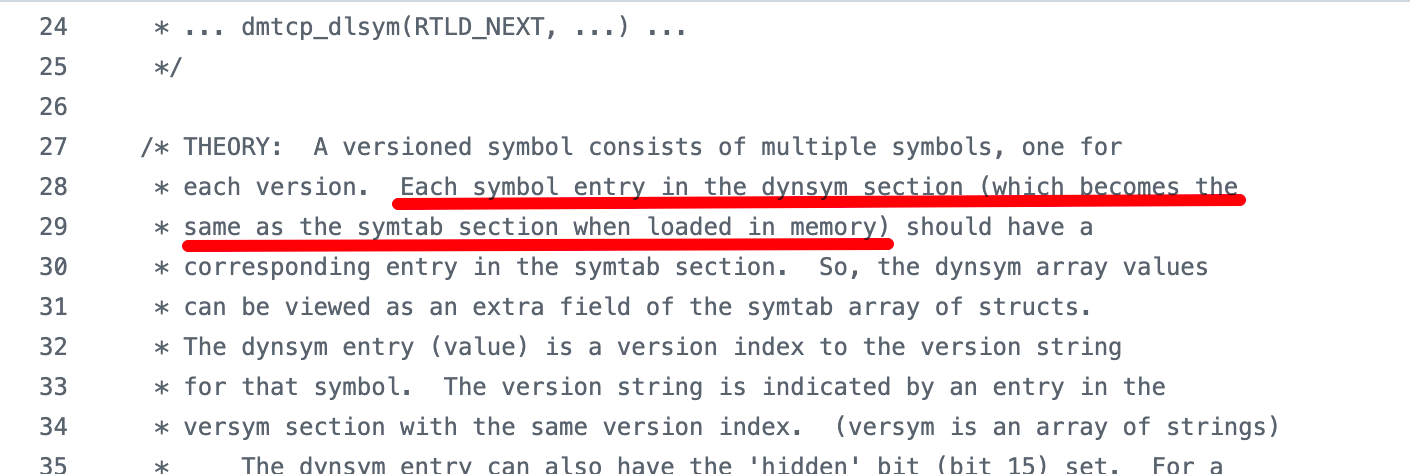 24 * ... dmtcp_dlsym(RTLD_NEXT, ...) ...
25 */
26
27 /* THEORY:  A versioned symbol consists of multiple symbols, one for
28 * each version.  Each symbol entry in the dynsym section (which becomes the
29 * same as the symtab section when loaded in memory) should have a
30 * corresponding entry in the symtab section.  So, the dynsym array values
31 * can be viewed as an extra field of the symtab array of structs.
32 * The dynsym entry (value) is a version index to the version string
33 * for that symbol.  The version string is indicated by an entry in the
34 * versym section with the same version index.  (versym is an array of strings)
35 *     The dynsym entry can also have the 'hidden' bit (bit 15) set.  For a